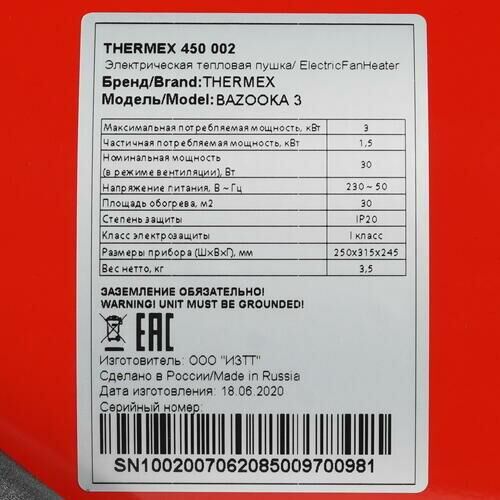 THERMEX 450 002
Электрическая тепловая пушка/ ElectricFanHeater
Бренд/Brand:THERMEX
Модель/Model:BAZOOKA 3
Максимальная потребляемая мощность, кВт 3
Частичная потребляемая мощность, кВт 1,5
Номинальная мощность
(в режиме вентиляции), Вт 30
Напряжение питания, В ~ Гц 230 ~ 50
Площадь обогрева, м2 30
Степень защиты IP20
Класс электрозащиты I класс
Размеры прибора (ШхВхГ), мм 250х315х245
Вес нетто, кг 3,5
ЗАЗЕМЛЕНИЕ ОБЯЗАТЕЛЬНО!
WARNING! UNIT MUST BE GROUNDED!
EAC
Изготовитель: ООО "ИЗТТ"
Сделано в России/Made in Russia
Дата изготовления: 18.06.2020
Серийный номер:
SN1002007062085009700981